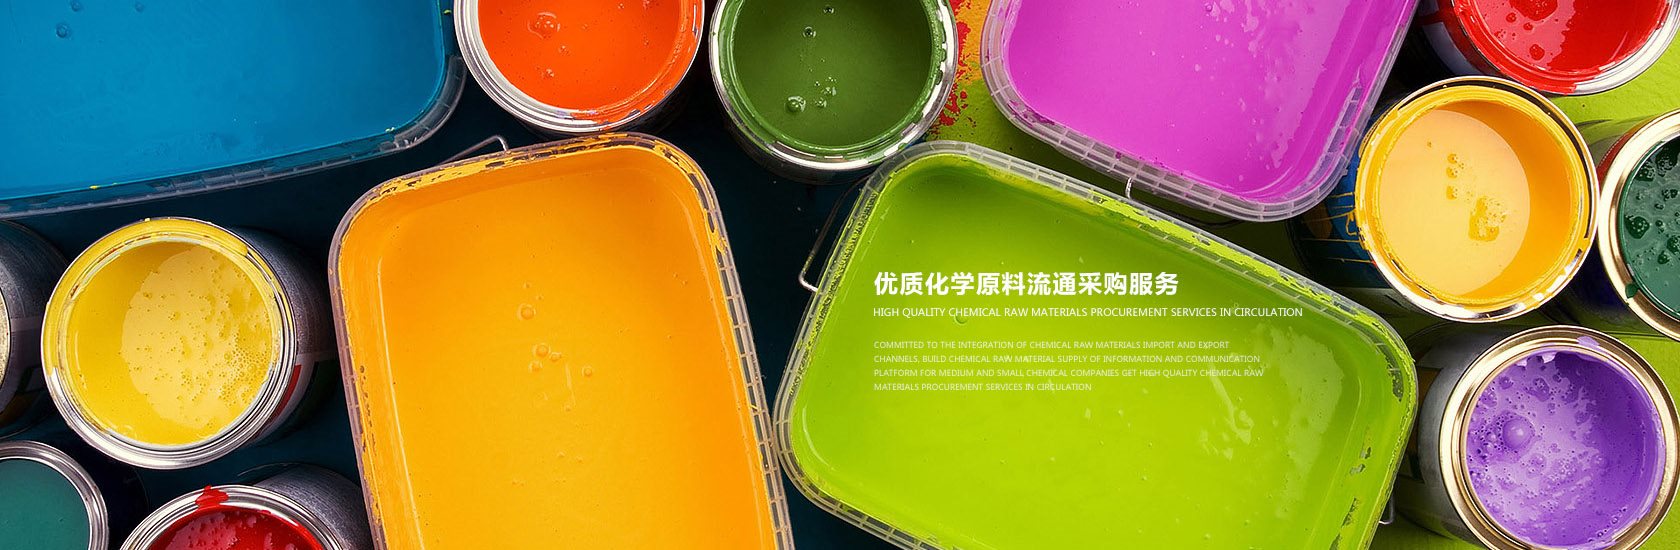 优质化学原料流通采购服务
HIGH QUALITY CHEMICAL RAW MATERIALS PROCUREMENT SERVICES IN CIRCULATION
COMMITTED TO THE INTEGRATION OF CHEMICAL RAW MATERIALS IMPORT AND EXPORT
CHANNELS, BUILD CHEMICAL RAW MATERIAL SUPPLY OF INFORMATION AND COMMUNICATION
PLATFORM FOR MEDIUM AND SMALL CHEMICAL COMPANIES GET HIGH QUALITY CHEMICAL RAW
MATERIALS PROCUREMENT SERVICES IN CIRCULATION